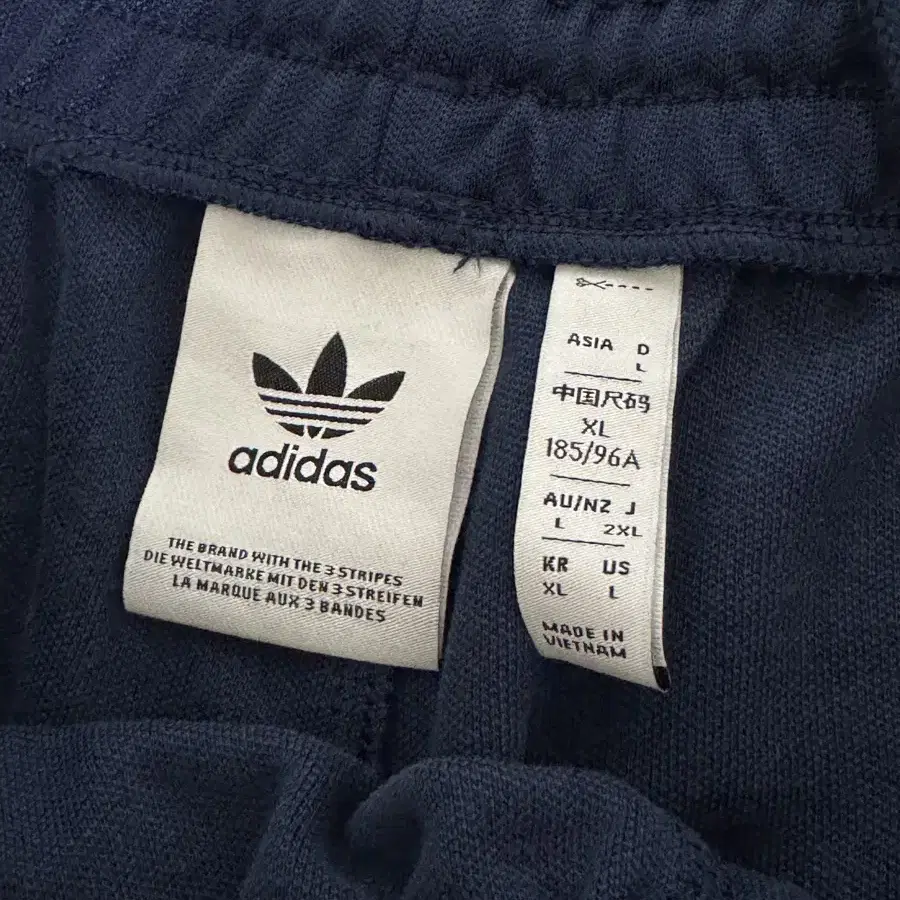 adidas
THE BRAND WITH THE 3 STRIPES
DIE WELTMARKE MIT DEN 3 STREIFEN
LA MARQUE AUX 3 BANDES
ASIA D
L
中国尺码
XL
185/96A
AU/NZ J
L 2XL
KR US
XL L
MADE IN
VIETNAM